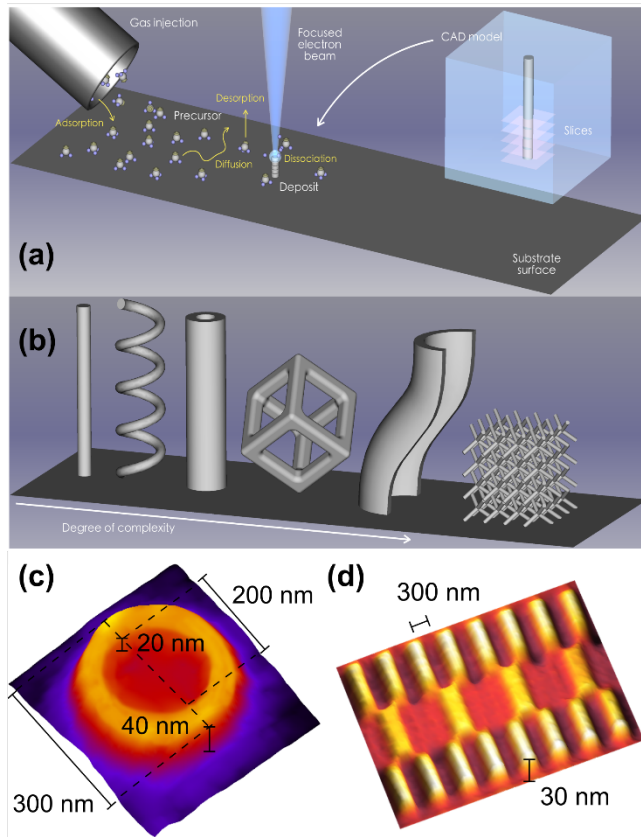 Gas injection
Focused
electron
beam
CAD model
Adsorption
Precursor
Desorption
Diffusion
Dissociation
Deposit
Slices
Substrate
surface
(a)
(b)
Degree of complexity
(c)
200 nm
20 nm
40 nm
300 nm
(d)
300 nm
30 nm